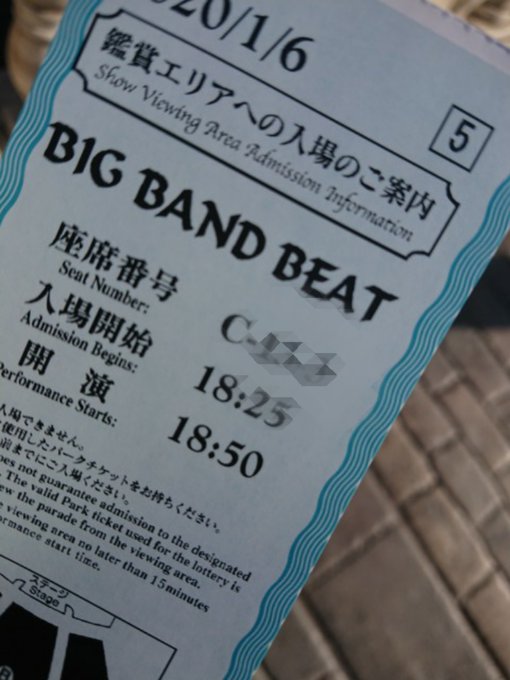 020/1/6
鑑賞エリアへの入場のご案内
Show Viewing Area Admission Information
5
BIG BAND BEAT
座席番号
Seat Number:
C-
入場開始
Admission Begins:
18:25
開演
Performance Starts:
18:50
入場できません。
使用したパークチケットをお持ちください。
前までにご入場ください。
oes not guarantee admission to the designated
. The valid Park ticket used for the lottery is
ew the parade from the viewing area.
e viewing area no later than 15minutes
ormance start time.
ステージ
Stage